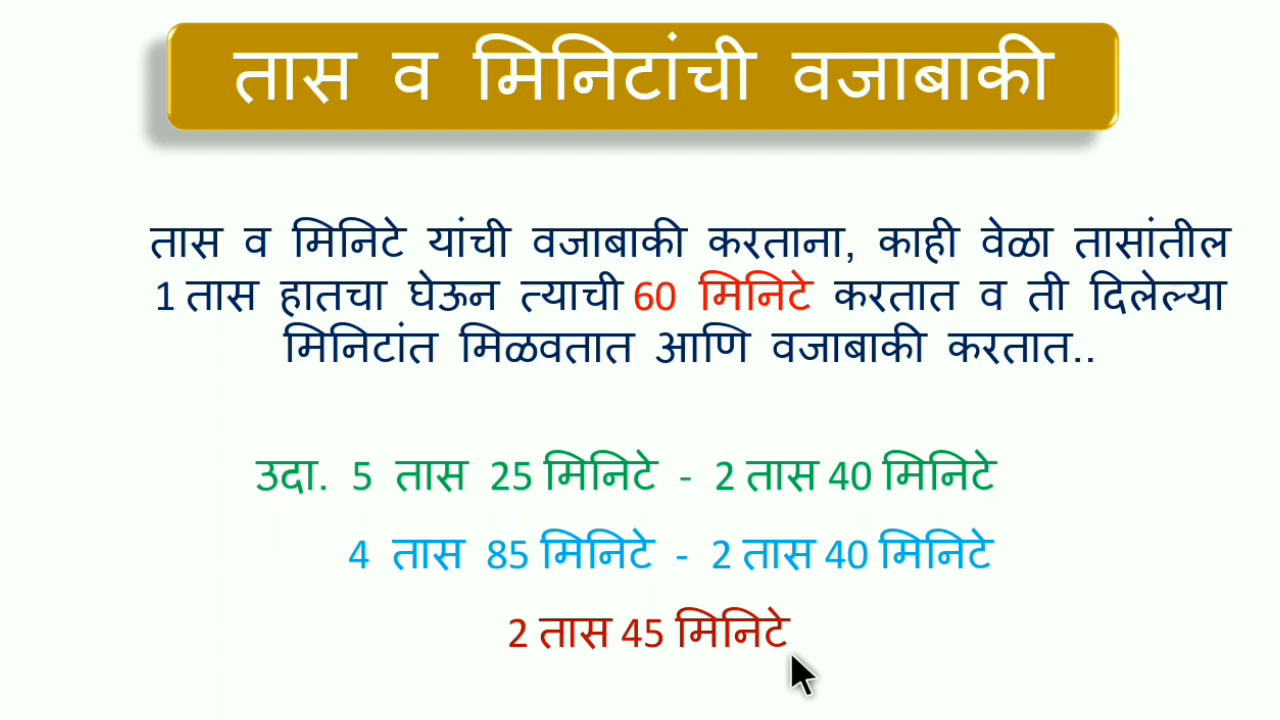 तास व मिनिटांची वजाबाकी
तास व मिनिटे यांची वजाबाकी करताना, काही वेळा तासांतील
1 तास हातचा घेऊन त्याची 60 मिनिटे करतात व ती दिलेल्या
मिनिटांत मिळवतात आणि वजाबाकी करतात..
उदा. 5 तास 25 मिनिटे - 2 तास 40 मिनिटे
4 तास 85 मिनिटे - 2 तास 40 मिनिटे
2 तास 45 मिनिटे